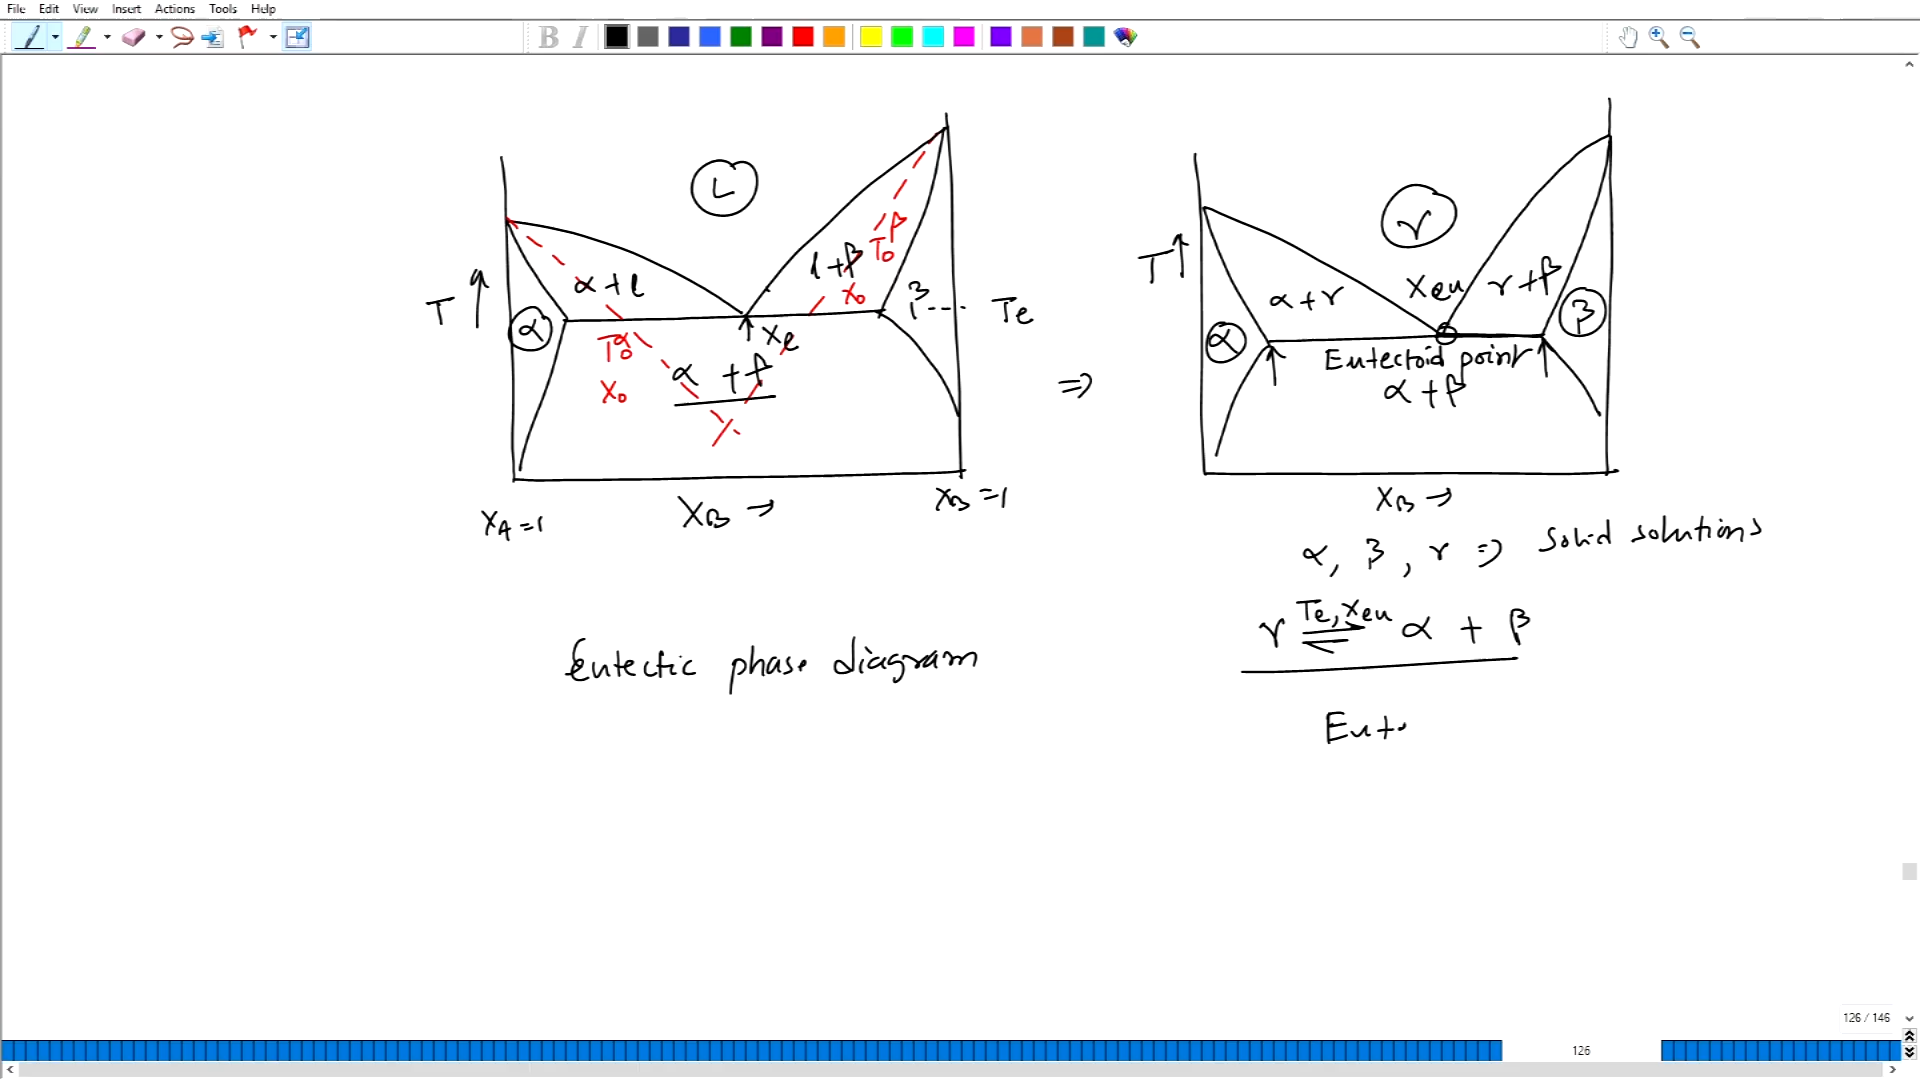 File Edit View Insert Actions Tools Help
B I
L
T ↑
α
α + l
l + β
T₀β
x₀
β
Te
xe
T₀α
x₀
α + β
XA = 1
XB →
XB = 1
Eutectic phase diagram
⇒
T ↑
γ
α + γ
Xeu
γ + β
α
β
Eutectoid point
α + β
XB →
α, β, γ ⇒ Solid solutions
Te, Xeu
γ ⇌ α + β
Eut
126 / 146
126